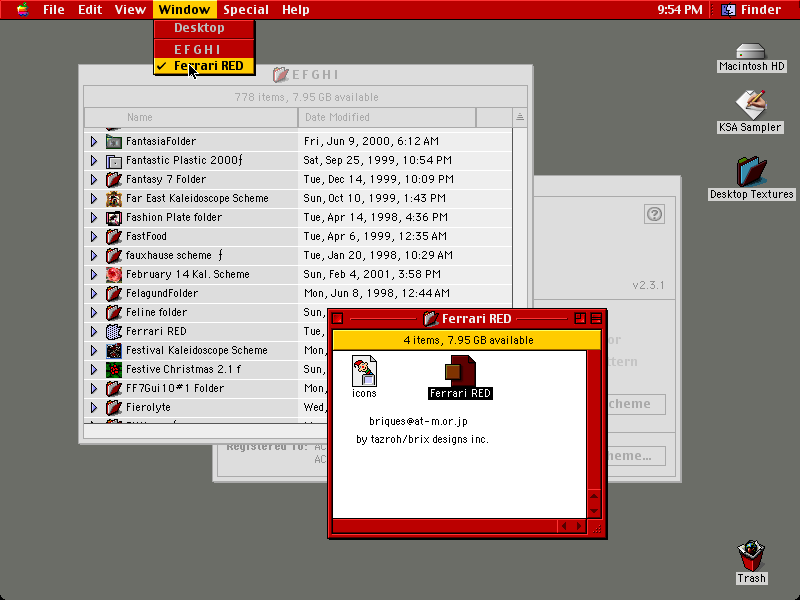 File Edit View Window Special Help 9:54 PM Finder
Desktop
E F G H I
✓ Ferrari RED
Macintosh HD
KSA Sampler
Desktop Textures
Trash
E F G H I
778 items, 7.95 GB available
Name Date Modified
FantasiaFolder Fri, Jun 9, 2000, 6:12 AM
Fantastic Plastic 2000ƒ Sat, Sep 25, 1999, 10:54 PM
Fantasy 7 Folder Tue, Dec 14, 1999, 10:09 PM
Far East Kaleidoscope Scheme Sun, Oct 10, 1999, 1:43 PM
Fashion Plate folder Tue, Apr 14, 1998, 4:36 PM
FastFood Tue, Apr 6, 1999, 12:35 AM
fauxhause scheme ƒ Tue, Jan 20, 1998, 10:29 AM
February 14 Kal. Scheme Sun, Feb 4, 2001, 3:58 PM
FelagundFolder Mon, Jun 8, 1998, 12:44 AM
Feline folder Sun,
Ferrari RED Tue,
Festival Kaleidoscope Scheme Mon,
Festive Christmas 2.1 f Sun,
FF7Gui10#1 Folder Mon,
Fierolyte Wed,
v2.3.1
cheme
heme...
Registered To: AC
AC
Ferrari RED
4 items, 7.95 GB available
icons Ferrari RED
briques@at-m.or.jp
by tazroh/brix designs inc.